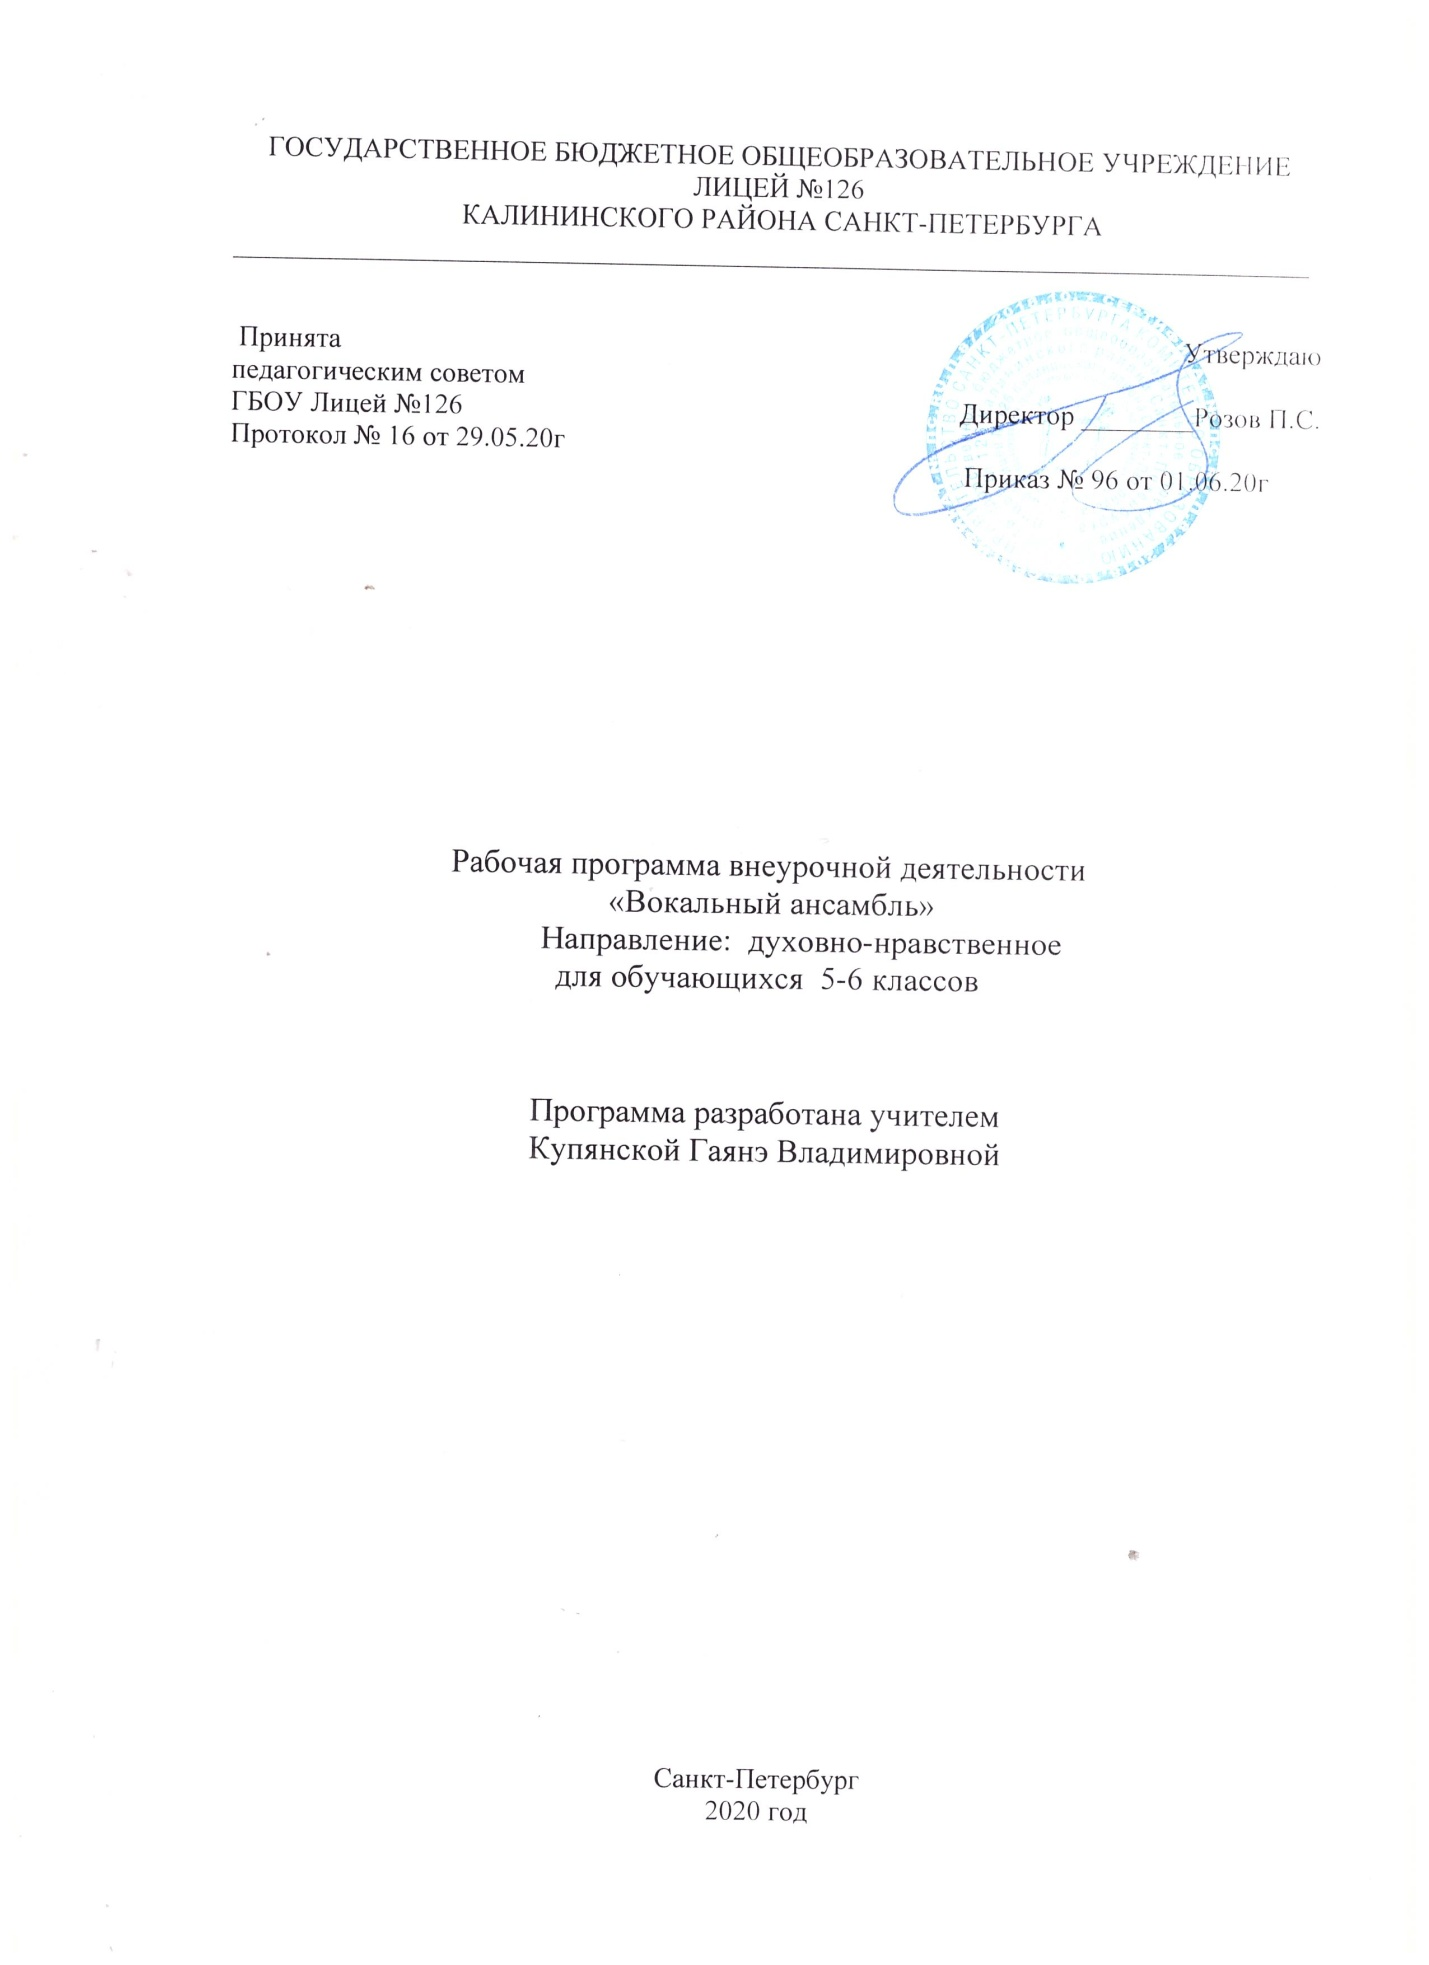 ГОСУДАРСТВЕННОЕ БЮДЖЕТНОЕ ОБЩЕОБРАЗОВАТЕЛЬНОЕ УЧРЕЖДЕНИЕ
ЛИЦЕЙ №126
КАЛИНИНСКОГО РАЙОНА САНКТ-ПЕТЕРБУРГА
Принята
педагогическим советом
ГБОУ Лицей №126
Протокол № 16 от 29.05.20г
Утверждаю
Директор ________Розов П.С.
Приказ № 96 от 01.06.20г
Рабочая программа внеурочной деятельности
«Вокальный ансамбль»
Направление:  духовно-нравственное
для обучающихся  5-6 классов
Программа разработана учителем
Купянской Гаянэ Владимировной
Санкт-Петербург
2020 год